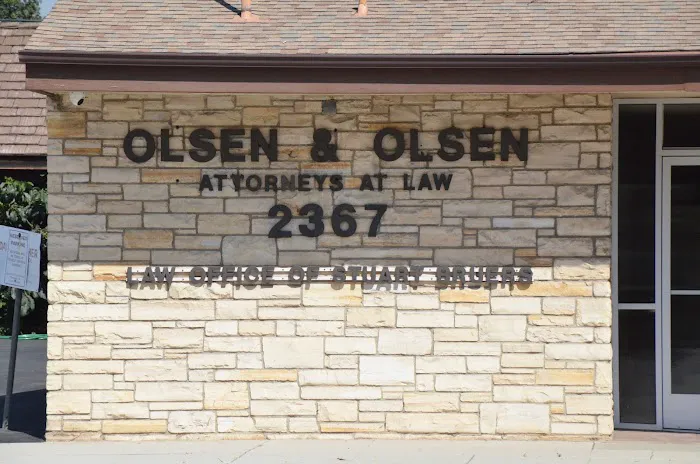 OLSEN & OLSEN
ATTORNEYS AT LAW
2367
LAW OFFICE OF STUART BRUERS